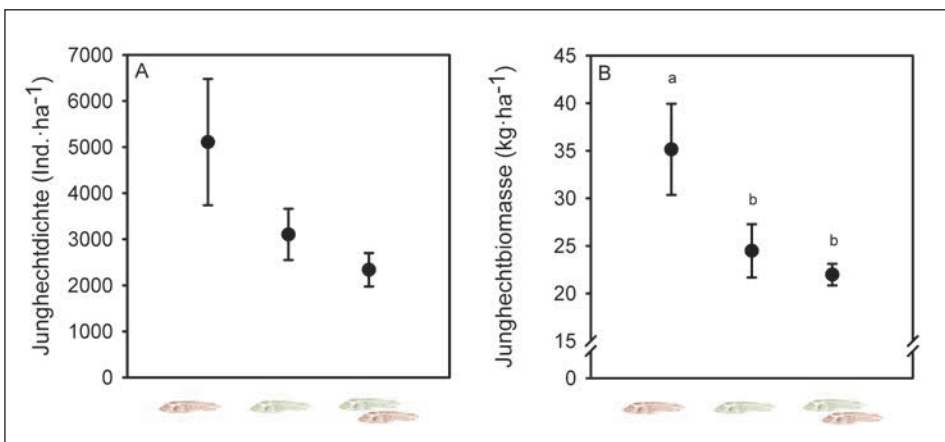 A
Junghechtdichte (Ind.·ha⁻¹)
7000
6000
5000
4000
3000
2000
1000
0
B
Junghechtbiomasse (kg·ha⁻¹)
45
40
35
30
25
20
15
0
a
b
b